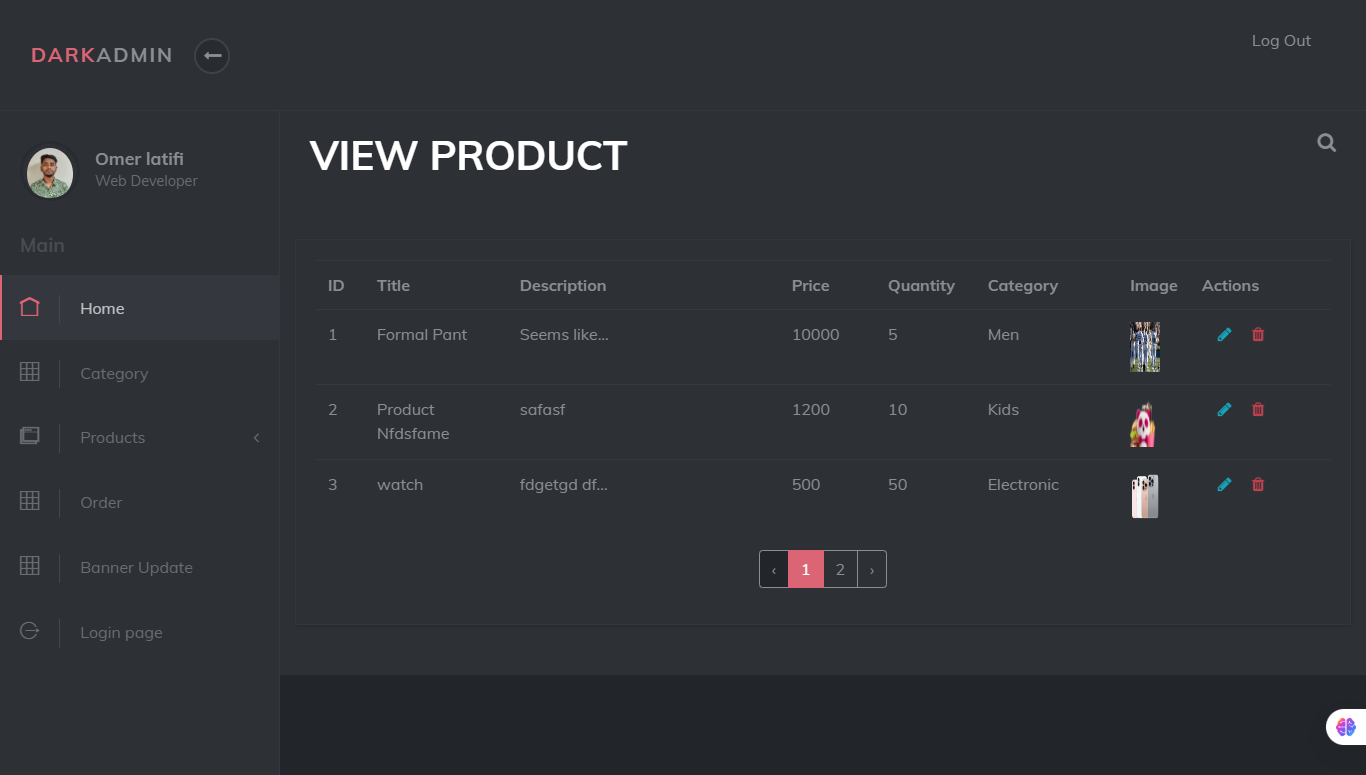 DARKADMIN
Log Out
Omer latifi
Web Developer
Main
Home
Category
Products
Order
Banner Update
Login page
VIEW PRODUCT
ID Title Description Price Quantity Category Image Actions
1 Formal Pant Seems like... 10000 5 Men
2 Product safasf 1200 10 Kids
Nfdsfame
3 watch fdgetgd df... 500 50 Electronic
‹ 1 2 ›